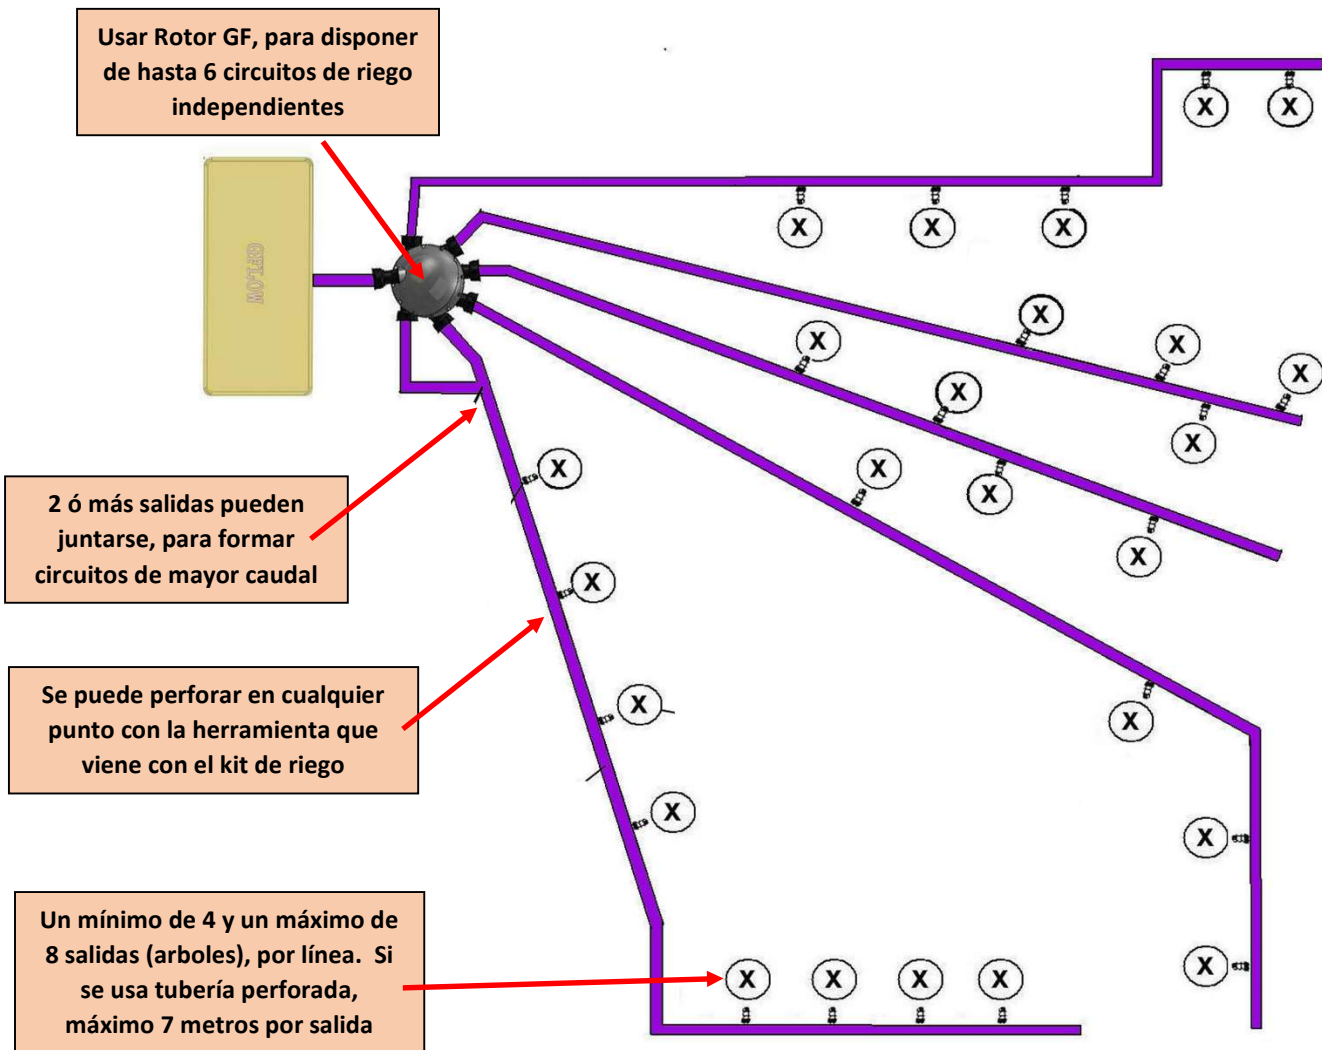 Usar Rotor GF, para disponer
de hasta 6 circuitos de riego
independientes
X X
X X X
GFLOW
X
X X
X
X
X
X
X
X
X
X
2 ó más salidas pueden
juntarse, para formar
circuitos de mayor caudal
X
Se puede perforar en cualquier
punto con la herramienta que
viene con el kit de riego
X
X
X
X
Un mínimo de 4 y un máximo de
8 salidas (arboles), por línea. Si
se usa tubería perforada,
máximo 7 metros por salida
X X X X
X